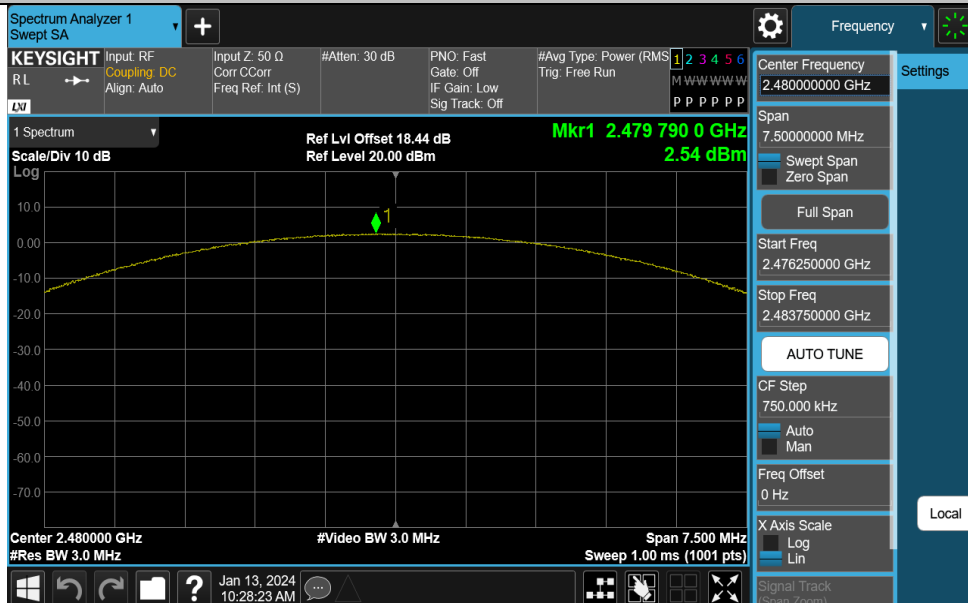 Spectrum Analyzer 1
Swept SA
+
Frequency
KEYSIGHT
RL
LXI
Input: RF
Coupling: DC
Align: Auto
Input Z: 50 Ω
Corr CCorr
Freq Ref: Int (S)
#Atten: 30 dB
PNO: Fast
Gate: Off
IF Gain: Low
Sig Track: Off
#Avg Type: Power (RMS
Trig: Free Run
1 2 3 4 5 6
M W W W W W
P P P P P P
1 Spectrum
Scale/Div 10 dB
Log
Ref Lvl Offset 18.44 dB
Ref Level 20.00 dBm
Mkr1 2.479 790 0 GHz
2.54 dBm
1
10.0
0.00
-10.0
-20.0
-30.0
-40.0
-50.0
-60.0
-70.0
Center 2.480000 GHz
#Res BW 3.0 MHz
#Video BW 3.0 MHz
Span 7.500 MHz
Sweep 1.00 ms (1001 pts)
?
Jan 13, 2024
10:28:23 AM
Center Frequency
2.480000000 GHz
Span
7.50000000 MHz
Swept Span
Zero Span
Full Span
Start Freq
2.476250000 GHz
Stop Freq
2.483750000 GHz
AUTO TUNE
CF Step
750.000 kHz
Auto
Man
Freq Offset
0 Hz
X Axis Scale
Log
Lin
Signal Track
(Span Zoom)
Settings
Local